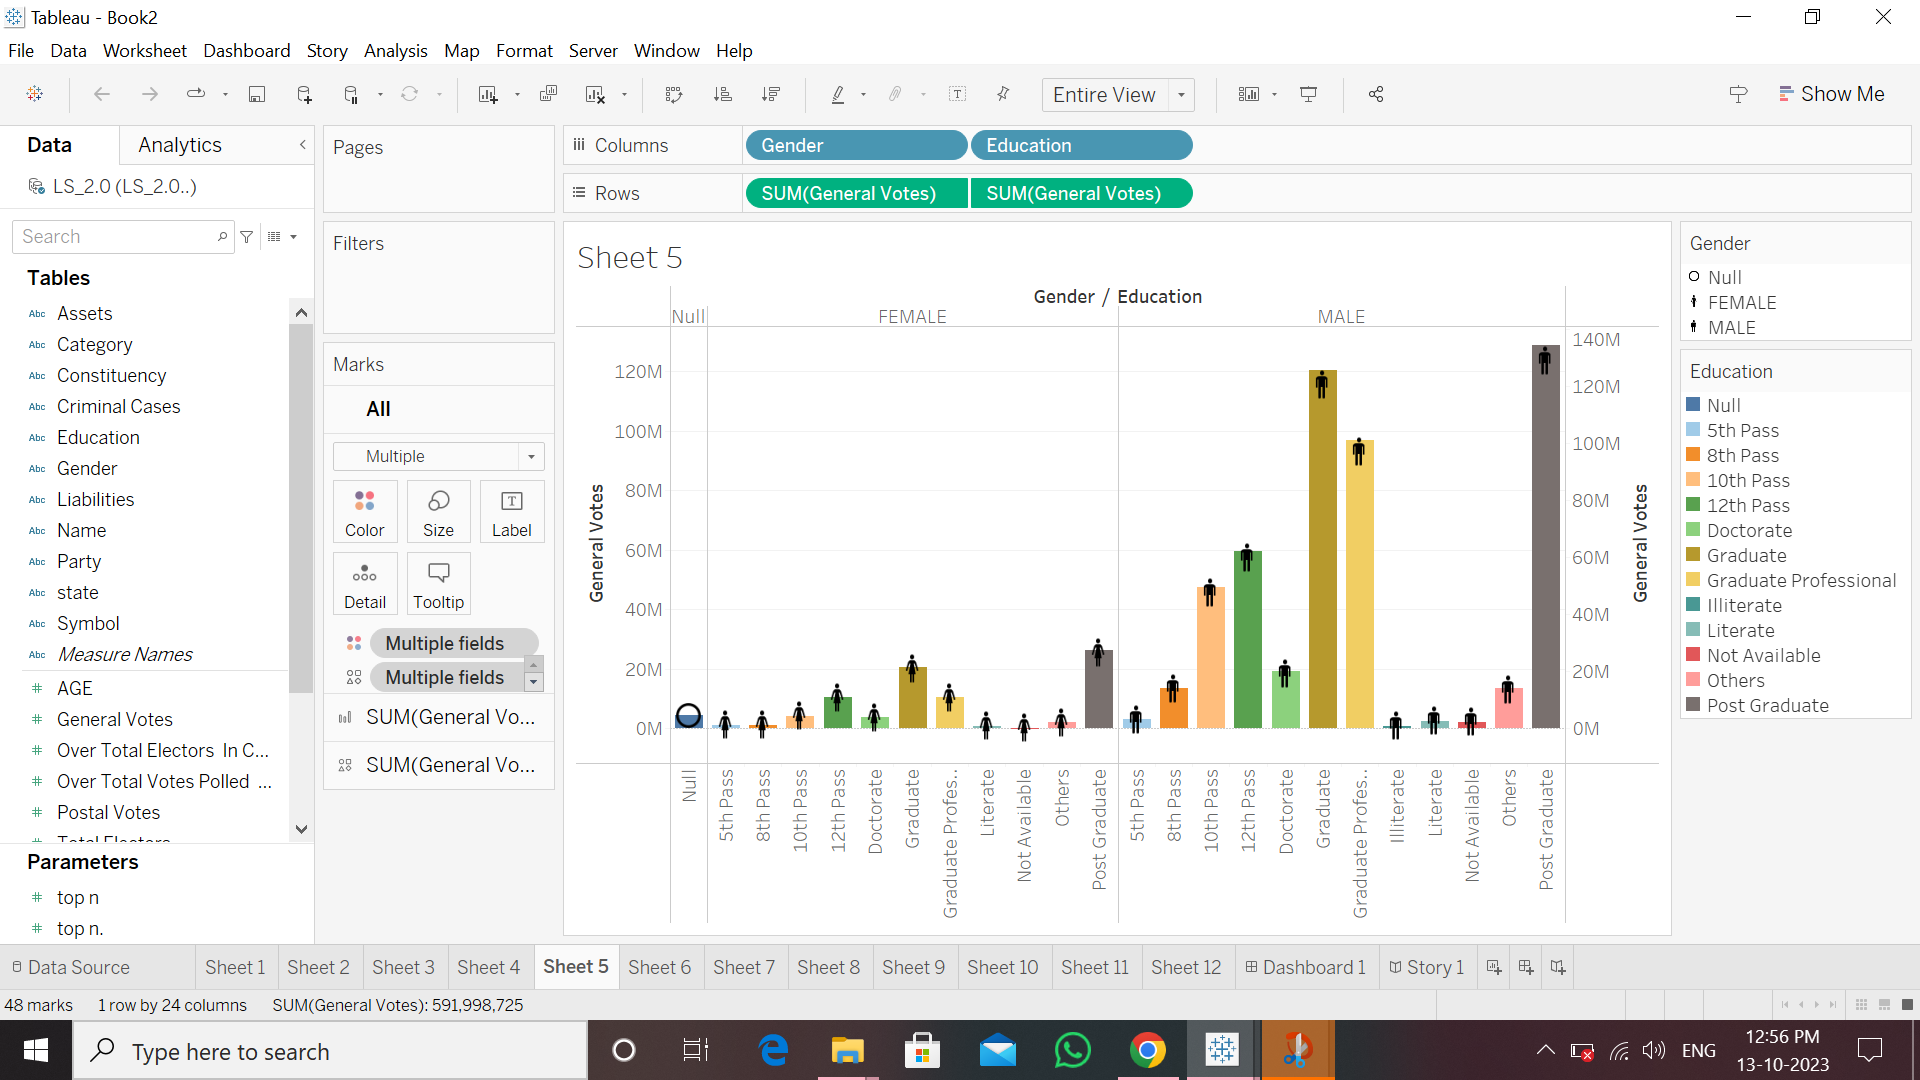 Tableau - Book2
File Data Worksheet Dashboard Story Analysis Map Format Server Window Help
Entire View
Show Me
Data
Analytics
LS_2.0 (LS_2.0..)
Search
Tables
Abc Assets
Abc Category
Abc Constituency
Abc Criminal Cases
Abc Education
Abc Gender
Abc Liabilities
Abc Name
Abc Party
Abc state
Abc Symbol
Abc Measure Names
# AGE
# General Votes
# Over Total Electors In C...
# Over Total Votes Polled ...
# Postal Votes
Parameters
# top n
# top n.
Pages
Filters
Marks
All
Multiple
Color
Size
Label
Detail
Tooltip
Multiple fields
Multiple fields
SUM(General Vo...
SUM(General Vo...
Columns
Gender
Education
Rows
SUM(General Votes)
SUM(General Votes)
Sheet 5
Gender / Education
Null
FEMALE
MALE
General Votes
120M
100M
80M
60M
40M
20M
0M
140M
120M
100M
80M
60M
40M
20M
0M
General Votes
Null
5th Pass
8th Pass
10th Pass
12th Pass
Doctorate
Graduate
Graduate Profes..
Literate
Not Available
Others
Post Graduate
5th Pass
8th Pass
10th Pass
12th Pass
Doctorate
Graduate
Graduate Profes..
Illiterate
Literate
Not Available
Others
Post Graduate
Gender
Null
FEMALE
MALE
Education
Null
5th Pass
8th Pass
10th Pass
12th Pass
Doctorate
Graduate
Graduate Professional
Illiterate
Literate
Not Available
Others
Post Graduate
Data Source
Sheet 1
Sheet 2
Sheet 3
Sheet 4
Sheet 5
Sheet 6
Sheet 7
Sheet 8
Sheet 9
Sheet 10
Sheet 11
Sheet 12
Dashboard 1
Story 1
48 marks
1 row by 24 columns
SUM(General Votes): 591,998,725
Type here to search
ENG
12:56 PM
13-10-2023